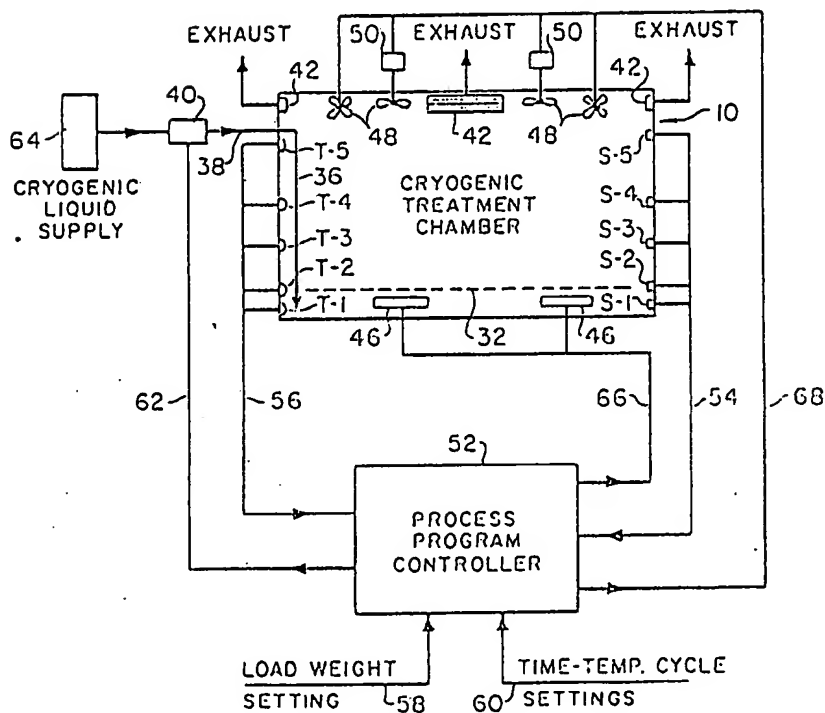 EXHAUST
50
EXHAUST
50
EXHAUST
64
40
42
48
42
48
42
10
38
T-5
S-5
CRYOGENIC
LIQUID
SUPPLY
36
CRYOGENIC
TREATMENT
CHAMBER
T-4
S-4
T-3
S-3
T-2
S-2
T-1
S-1
46
32
46
62
56
66
54
68
52
PROCESS
PROGRAM
CONTROLLER
LOAD WEIGHT
SETTING
58
TIME-TEMP. CYCLE
60
SETTINGS